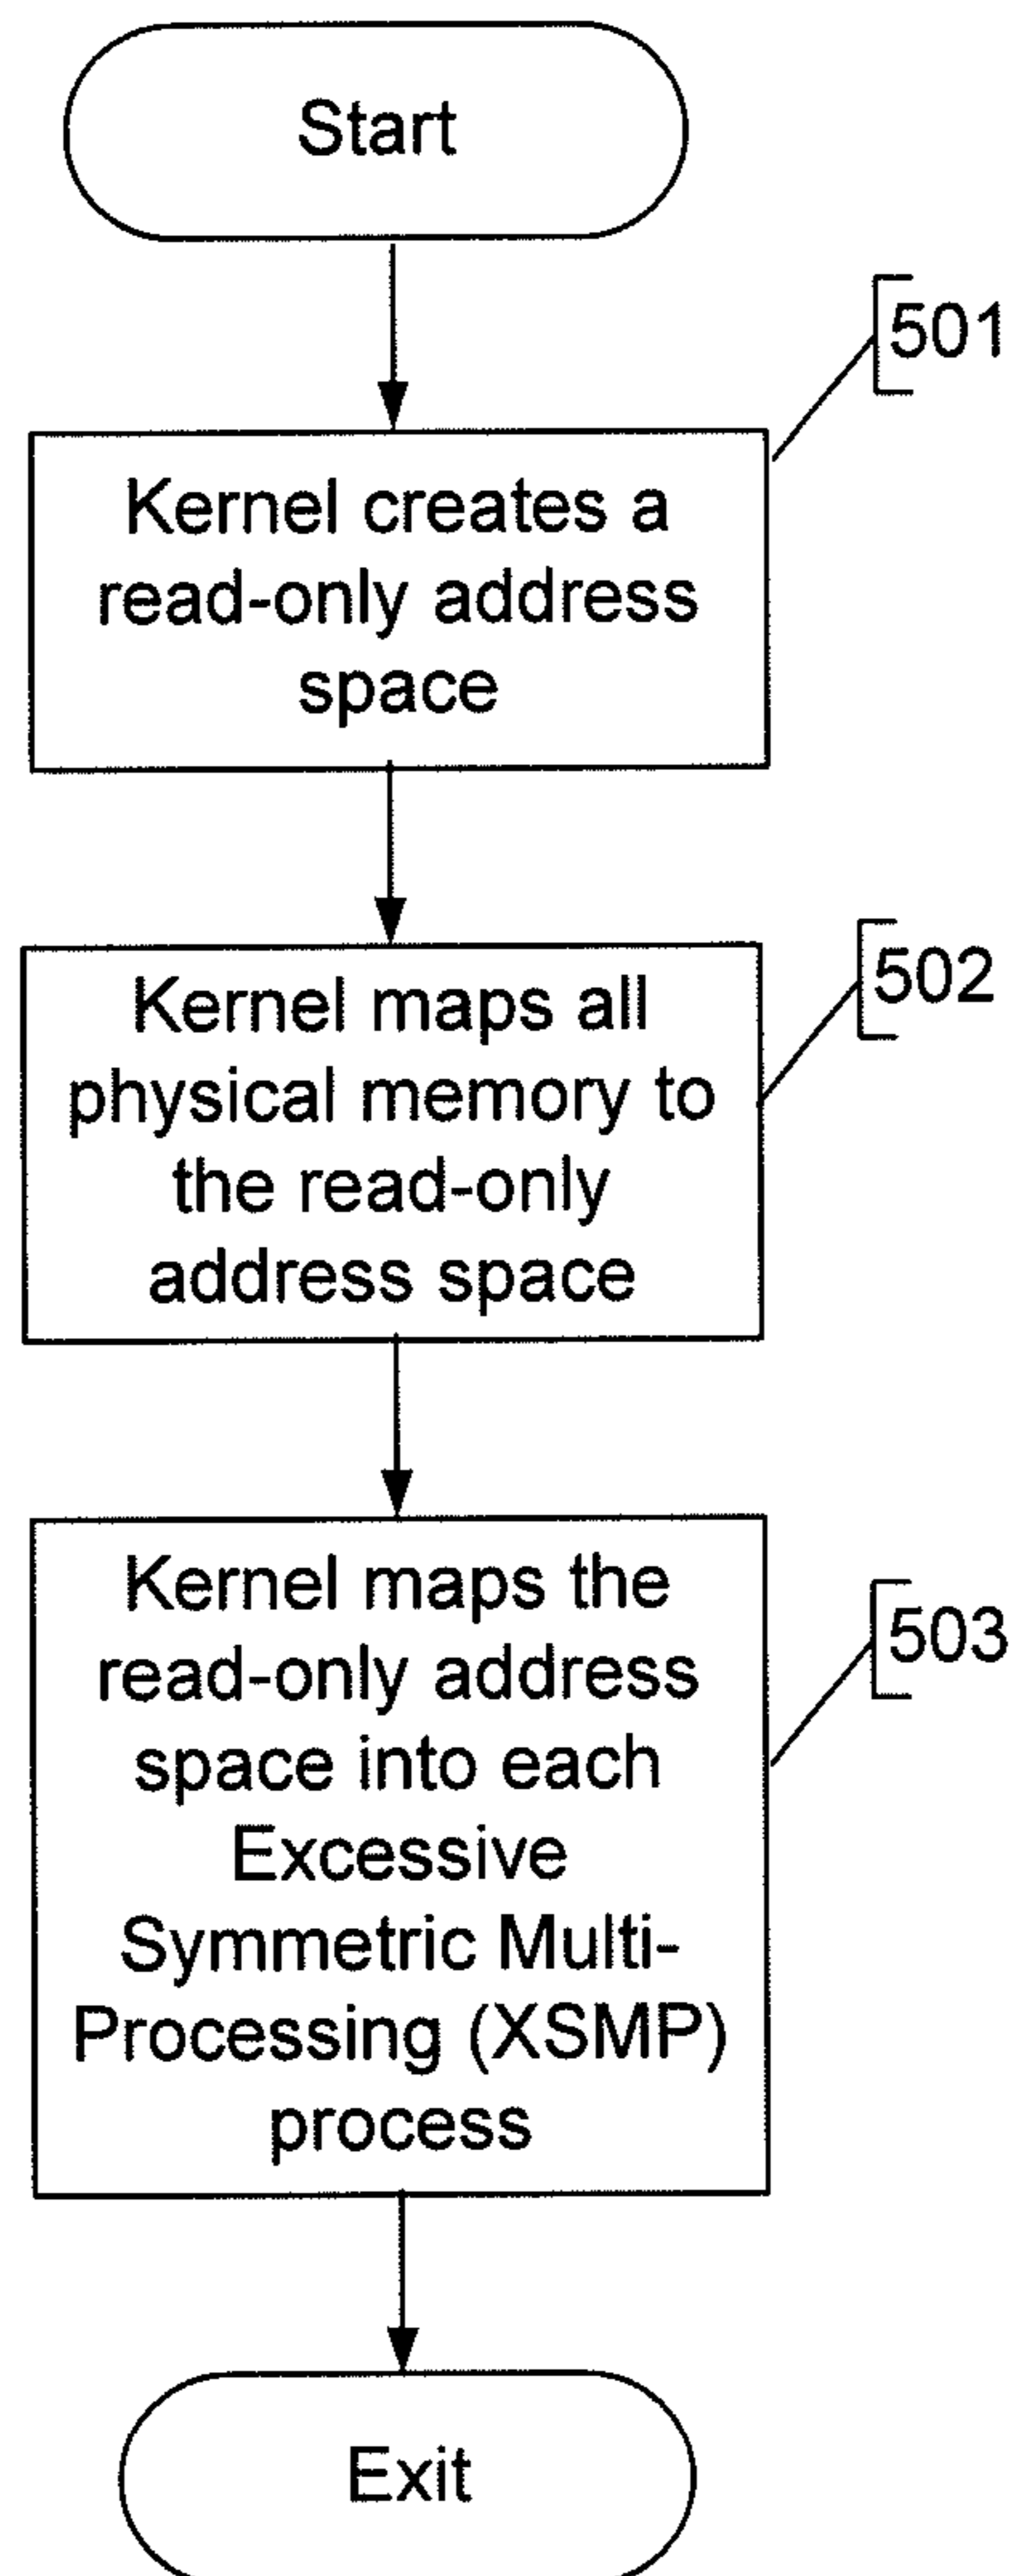 Start
501
Kernel creates a
read-only address
space
502
Kernel maps all
physical memory to
the read-only
address space
503
Kernel maps the
read-only address
space into each
Excessive
Symmetric Multi-
Processing (XSMP)
process
Exit